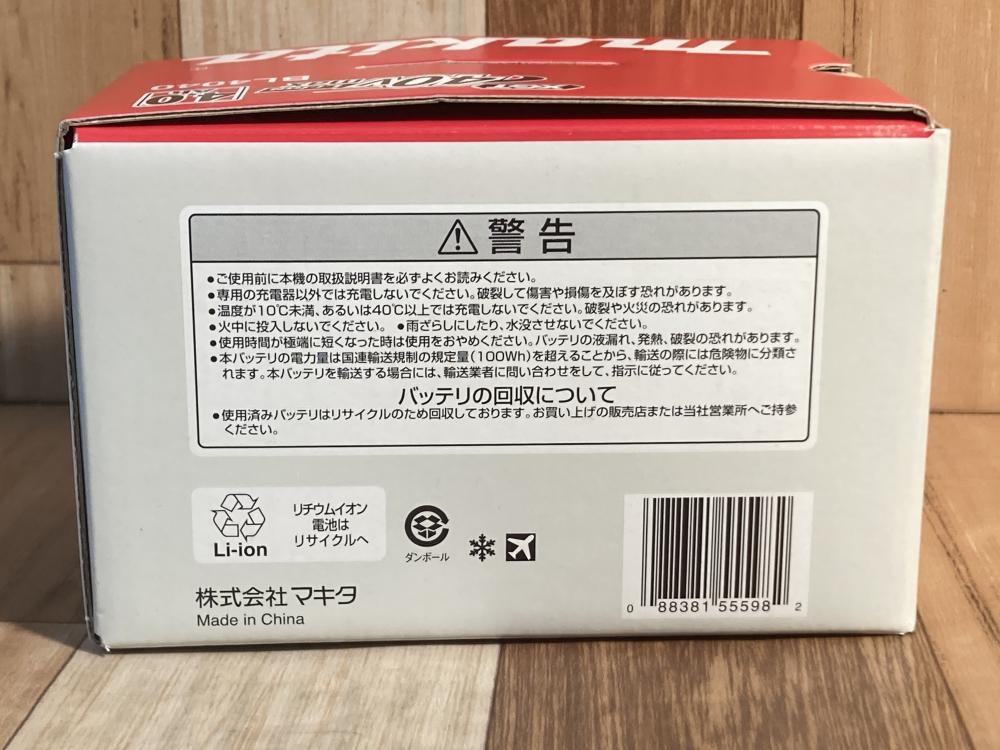 makita
40Vmax
BL4040
4.0
警告
●ご使用前に本機の取扱説明書を必ずよくお読みください。
●専用の充電器以外では充電しないでください。破裂して傷害や損傷を及ぼす恐れがあります。
●温度が10℃未満、あるいは40℃以上では充電しないでください。破裂や火災の恐れがあります。
●火中に投入しないでください。 ●雨ざらしにしたり、水没させないでください。
●使用時間が極端に短くなった時は使用をおやめください。バッテリの液漏れ、発熱、破裂の恐れがあります。
●本バッテリの電力量は国連輸送規制の規定量(100Wh)を超えることから、輸送の際には危険物に分類さ
れます。本バッテリを輸送する場合には、輸送業者に問い合わせをして、指示に従ってください。
バッテリの回収について
●使用済みバッテリはリサイクルのため回収しております。お買い上げの販売店または当社営業所へご持参
ください。
リチウムイオン
電池は
リサイクルへ
Li-ion
ダンボール
株式会社マキタ
Made in China
0 88381 55598 2